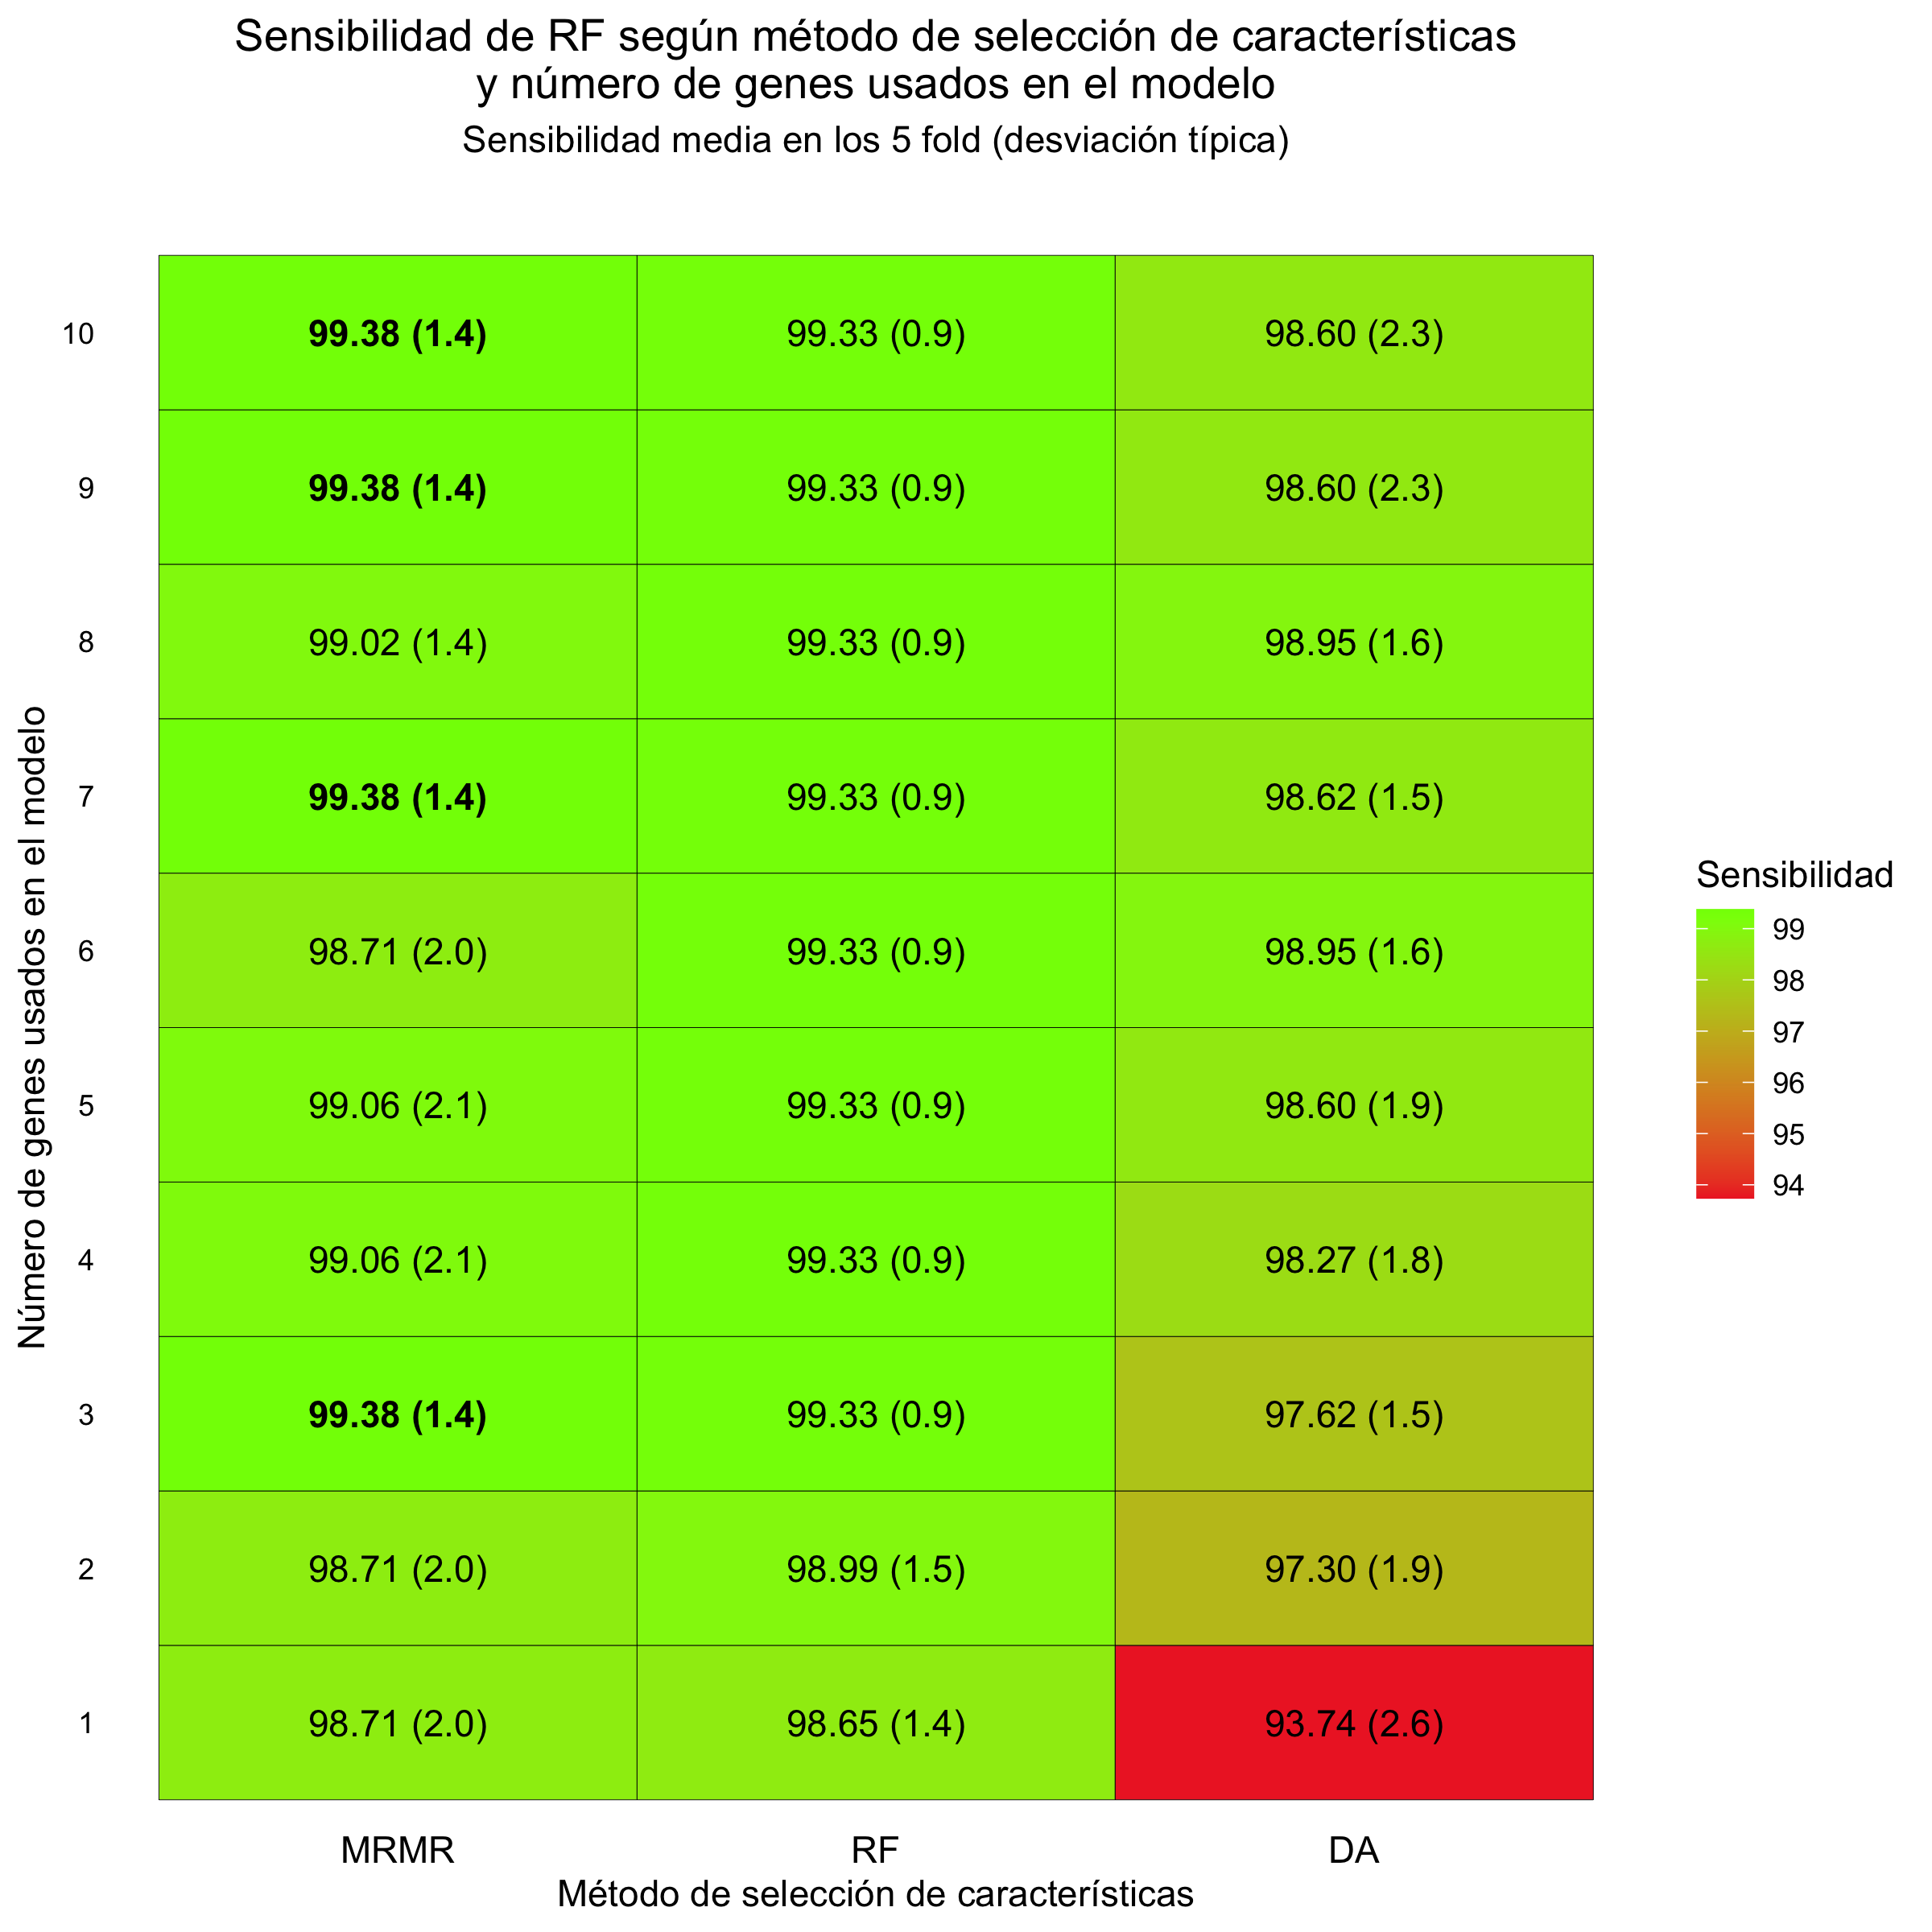 Sensibilidad de RF según método de selección de características
y número de genes usados en el modelo
Sensibilidad media en los 5 fold (desviación típica)
Número de genes usados en el modelo
10 99.38 (1.4) 99.33 (0.9) 98.60 (2.3)
9 99.38 (1.4) 99.33 (0.9) 98.60 (2.3)
8 99.02 (1.4) 99.33 (0.9) 98.95 (1.6)
7 99.38 (1.4) 99.33 (0.9) 98.62 (1.5)
6 98.71 (2.0) 99.33 (0.9) 98.95 (1.6)
5 99.06 (2.1) 99.33 (0.9) 98.60 (1.9)
4 99.06 (2.1) 99.33 (0.9) 98.27 (1.8)
3 99.38 (1.4) 99.33 (0.9) 97.62 (1.5)
2 98.71 (2.0) 98.99 (1.5) 97.30 (1.9)
1 98.71 (2.0) 98.65 (1.4) 93.74 (2.6)
MRMR RF DA
Método de selección de características
Sensibilidad
99
98
97
96
95
94